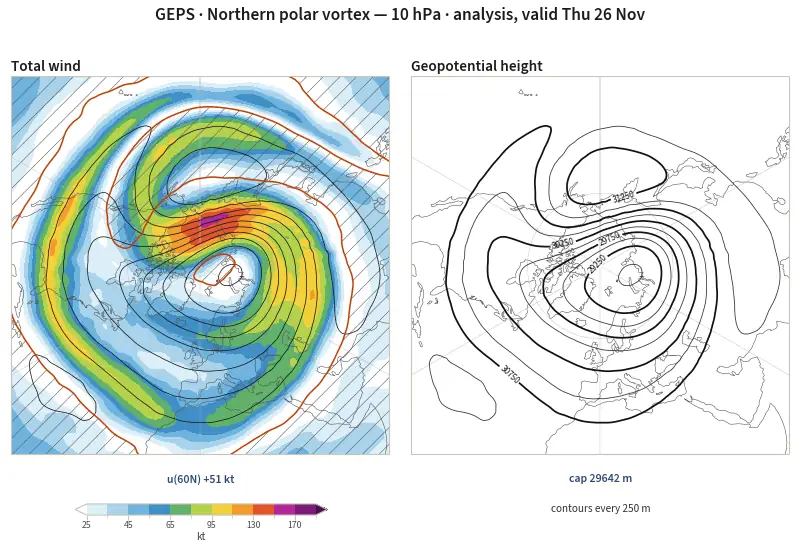 GEPS · Northern polar vortex — 10 hPa · analysis, valid Thu 26 Nov
Total wind
Geopotential height
31250
30250
29750
29250
30750
u(60N) +51 kt
cap 29642 m
contours every 250 m
25 45 65 95 130 170
kt